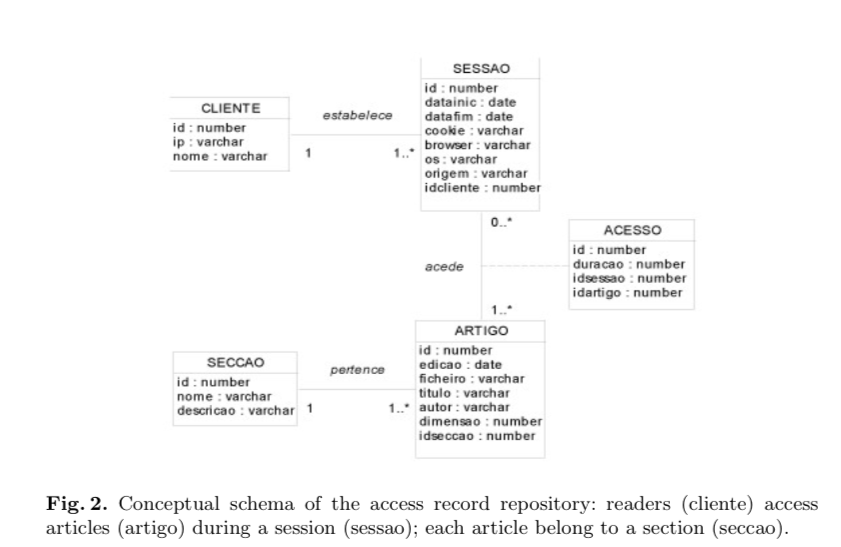 SESSAO
id : number
datainic : date
datafim : date
cookie : varchar
browser : varchar
os : varchar
origem : varchar
idcliente : number
CLIENTE
id : number
ip : varchar
nome : varchar
estabelece
1
1..*
0..*
acede
1..*
ACESSO
id : number
duracao : number
idsessao : number
idartigo : number
ARTIGO
id : number
edicao : date
ficheiro : varchar
titulo : varchar
autor : varchar
dimensao : number
idseccao : number
SECCAO
id : number
nome : varchar
descricao : varchar
pertence
1
1..*
Fig. 2. Conceptual schema of the access record repository: readers (cliente) access
articles (artigo) during a session (sessao); each article belong to a section (seccao).